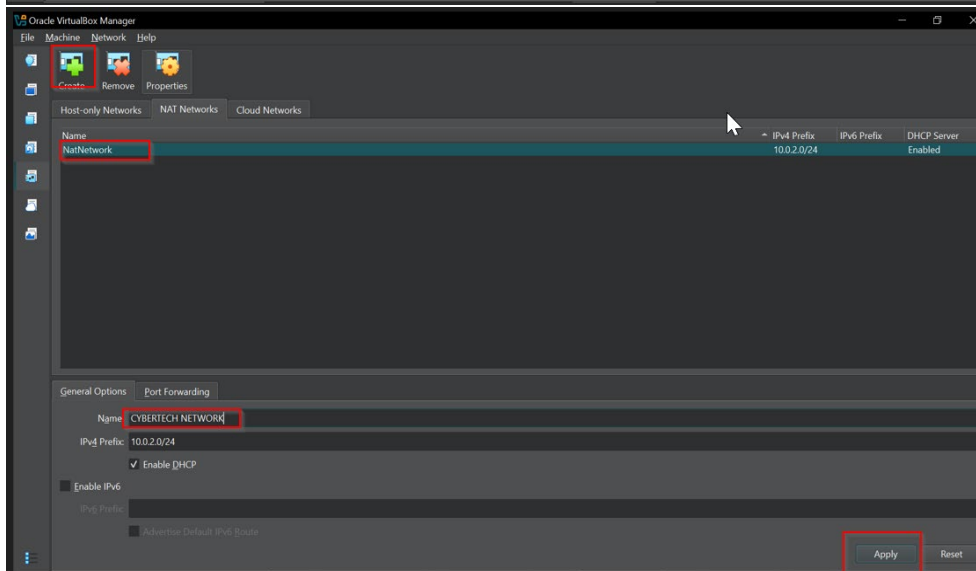 Oracle VirtualBox Manager
File Machine Network Help
Create Remove Properties
Host-only Networks NAT Networks Cloud Networks
Name IPv4 Prefix IPv6 Prefix DHCP Server
NatNetwork 10.0.2.0/24 Enabled
General Options Port Forwarding
Name: CYBERTECH NETWORK
IPv4 Prefix: 10.0.2.0/24
Enable DHCP
Enable IPv6
IPv6 Prefix:
Advertise Default IPv6 Route
Apply Reset